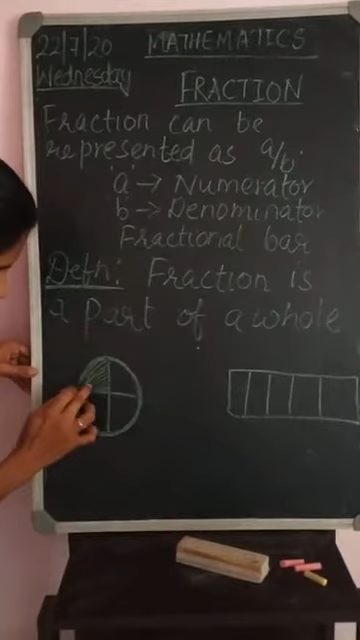 22/7/20 MATHEMATICS
Wednesday
FRACTION
Fraction can be
represented as a/b.
a → Numerator
b → Denominator
Fractional bar
Defn: Fraction is
a part of a whole